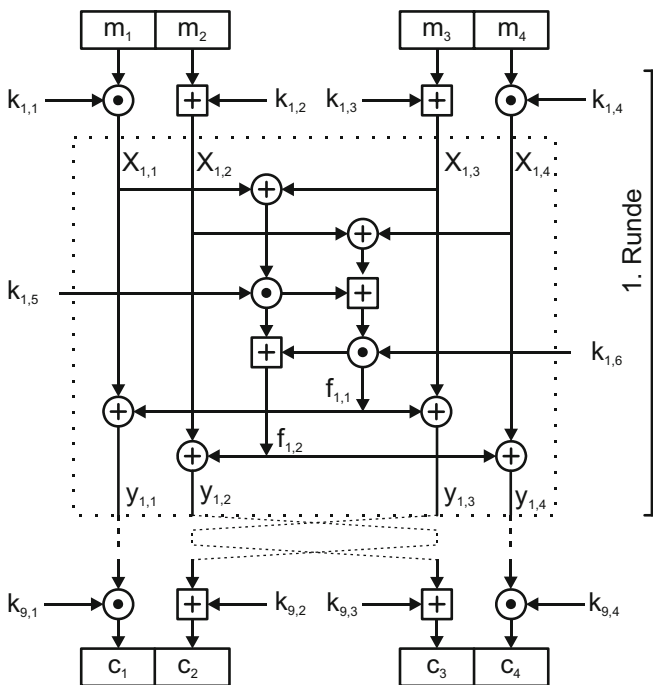 m1 m2 m3 m4
k1,1 k1,2 k1,3 k1,4
X1,1 X1,2 X1,3 X1,4
1. Runde
k1,5
k1,6
f1,1
f1,2
y1,1 y1,2 y1,3 y1,4
k9,1 k9,2 k9,3 k9,4
c1 c2 c3 c4